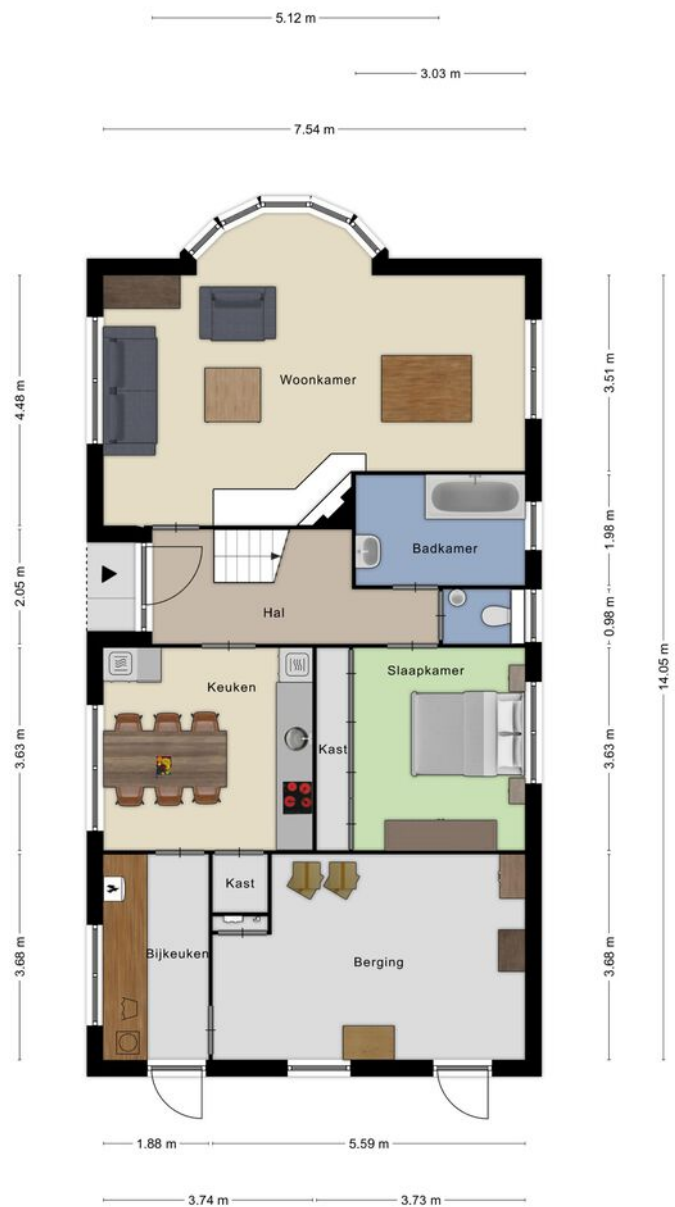 5.12 m
3.03 m
7.54 m
Woonkamer
4.48 m
3.51 m
Badkamer
1.98 m
2.05 m
Hal
0.98 m
14.05 m
Keuken
Slaapkamer
3.63 m
Kast
3.63 m
Kast
3.68 m
Bijkeuken
Berging
3.68 m
1.88 m
5.59 m
3.74 m
3.73 m